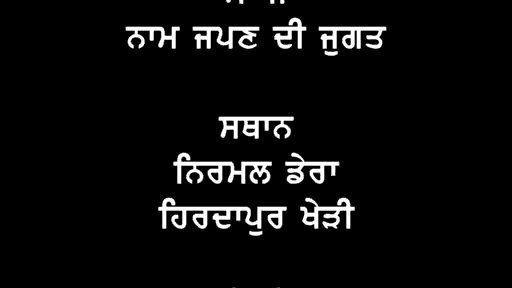 ਨਾਮ ਜਪਣ ਦੀ ਜੁਗਤ
ਸਥਾਨ
ਨਿਰਮਲ ਡੇਰਾ
ਹਿਰਦਾਪੁਰ ਖੇੜੀ